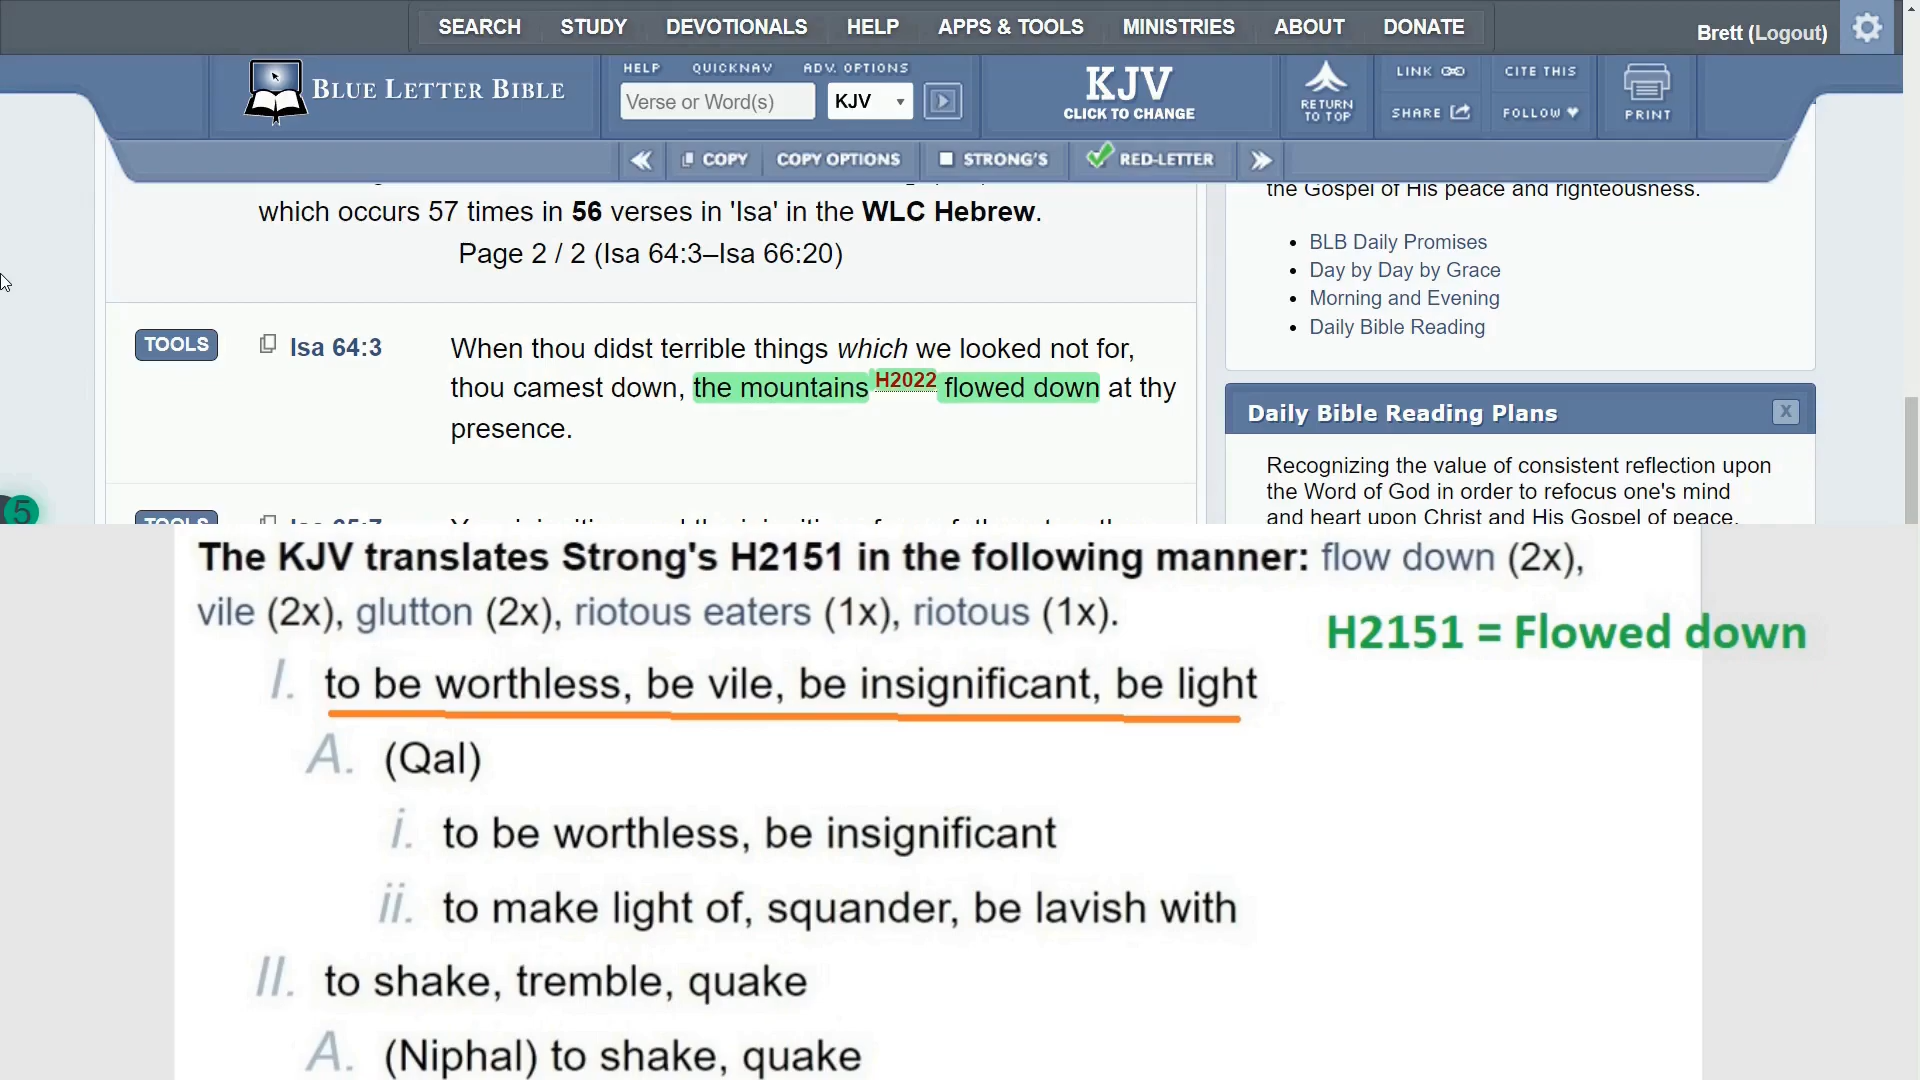 SEARCH STUDY DEVOTIONALS HELP APPS & TOOLS MINISTRIES ABOUT DONATE
Brett (Logout)
BLUE LETTER BIBLE
HELP QUICKNAV ADV. OPTIONS
Verse or Word(s) KJV
KJV
CLICK TO CHANGE
RETURN
TO TOP
LINK
CITE THIS
SHARE
FOLLOW
PRINT
COPY COPY OPTIONS STRONG'S RED-LETTER
which occurs 57 times in 56 verses in 'Isa' in the WLC Hebrew.
Page 2 / 2 (Isa 64:3–Isa 66:20)
TOOLS Isa 64:3
When thou didst terrible things which we looked not for,
thou camest down, the mountains H2022 flowed down at thy
presence.
TOOLS
the Gospel of His peace and righteousness.
• BLB Daily Promises
• Day by Day by Grace
• Morning and Evening
• Daily Bible Reading
Daily Bible Reading Plans X
Recognizing the value of consistent reflection upon
the Word of God in order to refocus one's mind
and heart upon Christ and His Gospel of peace,
5
The KJV translates Strong's H2151 in the following manner: flow down (2x),
vile (2x), glutton (2x), riotous eaters (1x), riotous (1x).
H2151 = Flowed down
I. to be worthless, be vile, be insignificant, be light
A. (Qal)
i. to be worthless, be insignificant
ii. to make light of, squander, be lavish with
II. to shake, tremble, quake
A. (Niphal) to shake, quake